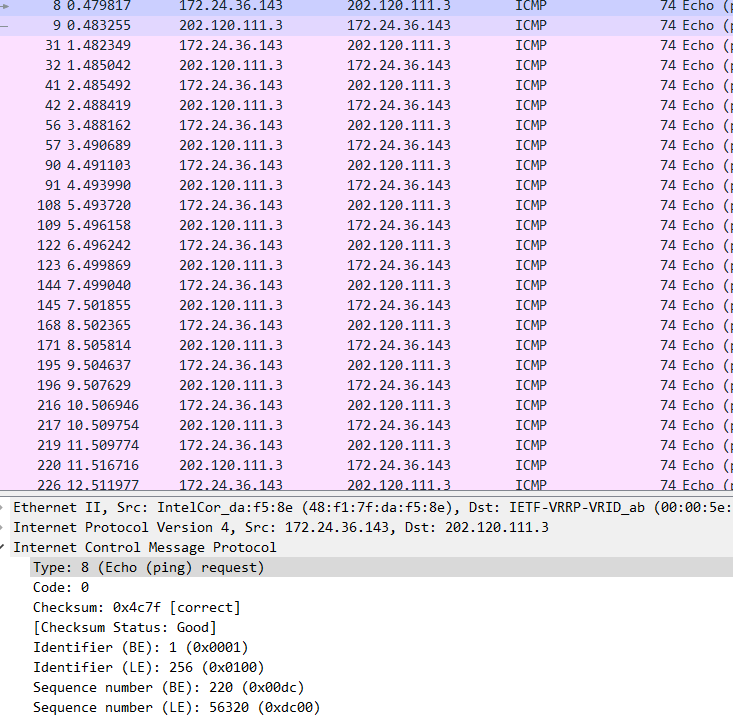 8 0.479817 172.24.36.143 202.120.111.3 ICMP 74 Echo (p
9 0.483255 202.120.111.3 172.24.36.143 ICMP 74 Echo (p
31 1.482349 172.24.36.143 202.120.111.3 ICMP 74 Echo (p
32 1.485042 202.120.111.3 172.24.36.143 ICMP 74 Echo (p
41 2.485492 172.24.36.143 202.120.111.3 ICMP 74 Echo (p
42 2.488419 202.120.111.3 172.24.36.143 ICMP 74 Echo (p
56 3.488162 172.24.36.143 202.120.111.3 ICMP 74 Echo (p
57 3.490689 202.120.111.3 172.24.36.143 ICMP 74 Echo (p
90 4.491103 172.24.36.143 202.120.111.3 ICMP 74 Echo (p
91 4.493990 202.120.111.3 172.24.36.143 ICMP 74 Echo (p
108 5.493720 172.24.36.143 202.120.111.3 ICMP 74 Echo (p
109 5.496158 202.120.111.3 172.24.36.143 ICMP 74 Echo (p
122 6.496242 172.24.36.143 202.120.111.3 ICMP 74 Echo (p
123 6.499869 202.120.111.3 172.24.36.143 ICMP 74 Echo (p
144 7.499040 172.24.36.143 202.120.111.3 ICMP 74 Echo (p
145 7.501855 202.120.111.3 172.24.36.143 ICMP 74 Echo (p
168 8.502365 172.24.36.143 202.120.111.3 ICMP 74 Echo (p
171 8.505814 202.120.111.3 172.24.36.143 ICMP 74 Echo (p
195 9.504637 172.24.36.143 202.120.111.3 ICMP 74 Echo (p
196 9.507629 202.120.111.3 172.24.36.143 ICMP 74 Echo (p
216 10.506946 172.24.36.143 202.120.111.3 ICMP 74 Echo (p
217 10.509754 202.120.111.3 172.24.36.143 ICMP 74 Echo (p
219 11.509774 172.24.36.143 202.120.111.3 ICMP 74 Echo (p
220 11.516716 202.120.111.3 172.24.36.143 ICMP 74 Echo (p
226 12.511977 172.24.36.143 202.120.111.3 ICMP 74 Echo (p
Ethernet II, Src: IntelCor_da:f5:8e (48:f1:7f:da:f5:8e), Dst: IETF-VRRP-VRID_ab (00:00:5e:
Internet Protocol Version 4, Src: 172.24.36.143, Dst: 202.120.111.3
Internet Control Message Protocol
Type: 8 (Echo (ping) request)
Code: 0
Checksum: 0x4c7f [correct]
[Checksum Status: Good]
Identifier (BE): 1 (0x0001)
Identifier (LE): 256 (0x0100)
Sequence number (BE): 220 (0x00dc)
Sequence number (LE): 56320 (0xdc00)